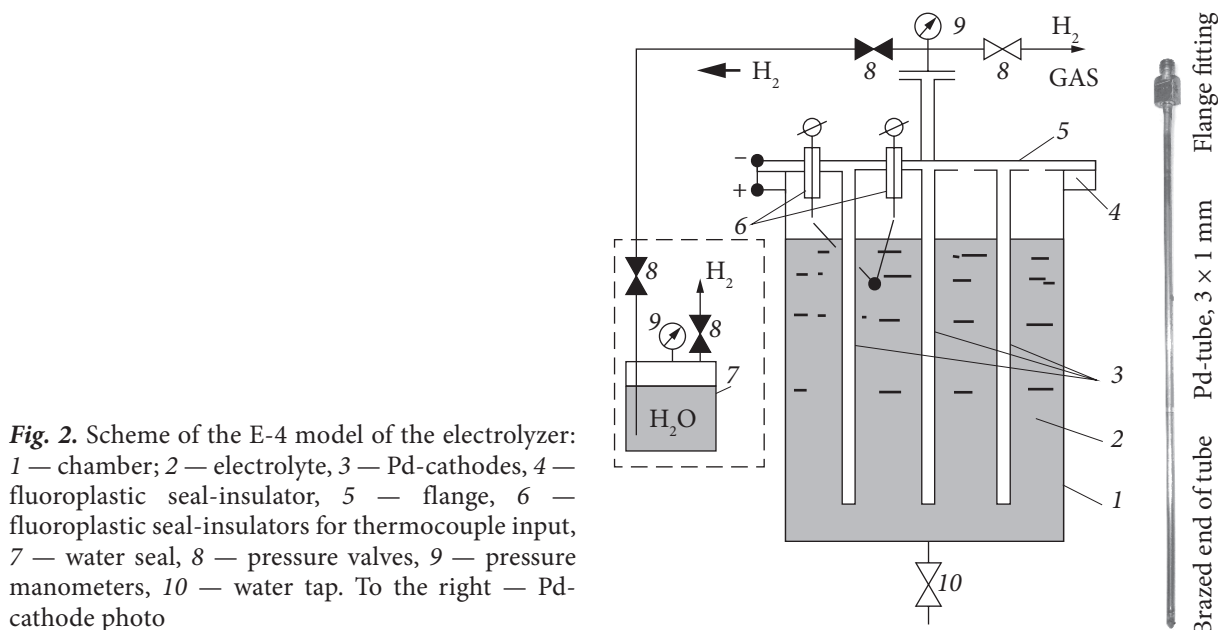 9
H₂
8
8
H₂
GAS
5
−
+
4
6
8
H₂
9
8
7
H₂O
3
2
1
10
Flange fitting
Pd-tube, 3 × 1 mm
Brazed end of tube
Fig. 2. Scheme of the E-4 model of the electrolyzer:
1 — chamber; 2 — electrolyte, 3 — Pd-cathodes, 4 —
fluoroplastic seal-insulator, 5 — flange, 6 —
fluoroplastic seal-insulators for thermocouple input,
7 — water seal, 8 — pressure valves, 9 — pressure
manometers, 10 — water tap. To the right — Pd-
cathode photo